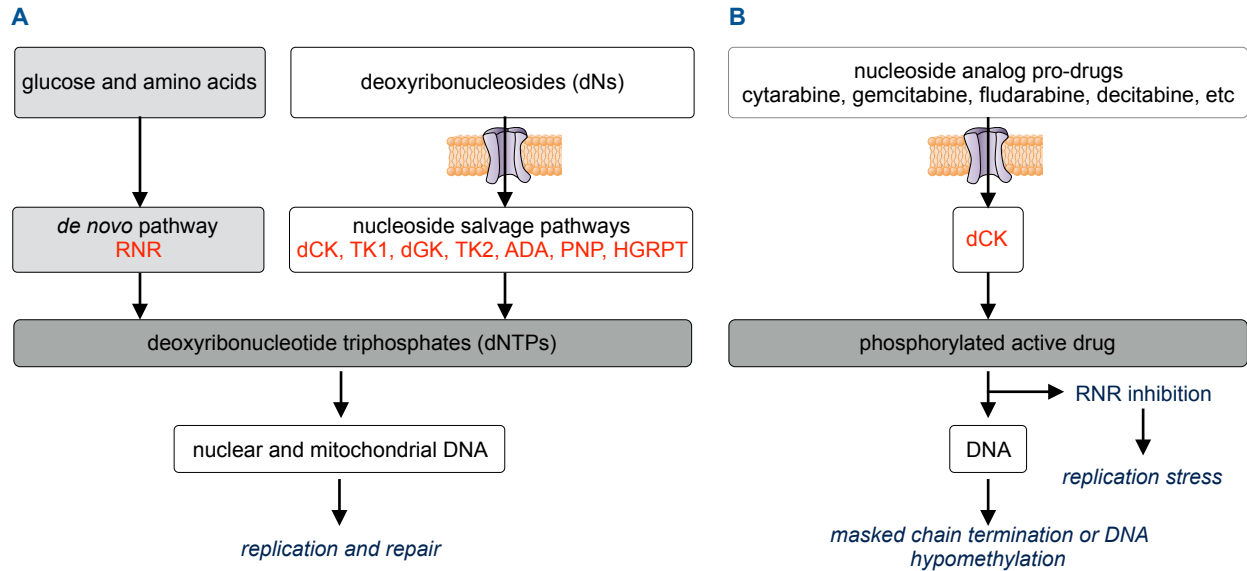 A
glucose and amino acids
deoxyribonucleosides (dNs)
de novo pathway
RNR
nucleoside salvage pathways
dCK, TK1, dGK, TK2, ADA, PNP, HGRPT
deoxyribonucleotide triphosphates (dNTPs)
nuclear and mitochondrial DNA
replication and repair
B
nucleoside analog pro-drugs
cytarabine, gemcitabine, fludarabine, decitabine, etc
dCK
phosphorylated active drug
RNR inhibition
DNA
replication stress
masked chain termination or DNA
hypomethylation